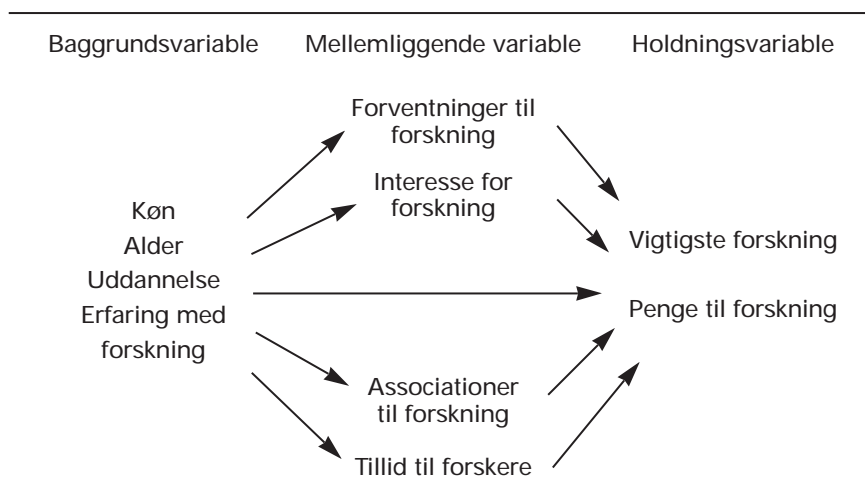 Baggrundsvariable
Mellemliggende variable
Holdningsvariable
Forventninger til
forskning
Interesse for
forskning
Køn
Alder
Uddannelse
Erfaring med
forskning
Vigtigste forskning
Penge til forskning
Associationer
til forskning
Tillid til forskere